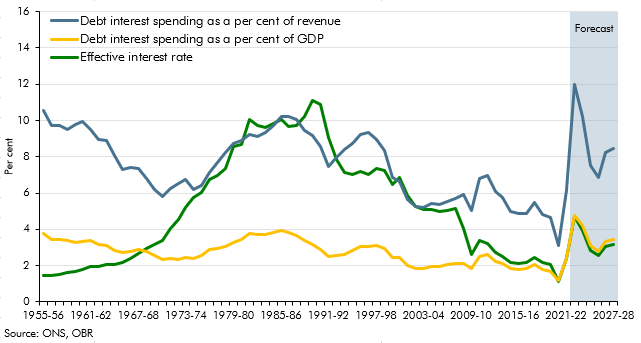 16
14
12
10
8
6
4
2
0
Per cent
Debt interest spending as a per cent of revenue
Debt interest spending as a per cent of GDP
Effective interest rate
Forecast
1955-56 1961-62 1967-68 1973-74 1979-80 1985-86 1991-92 1997-98 2003-04 2009-10 2015-16 2021-22 2027-28
Source: ONS, OBR